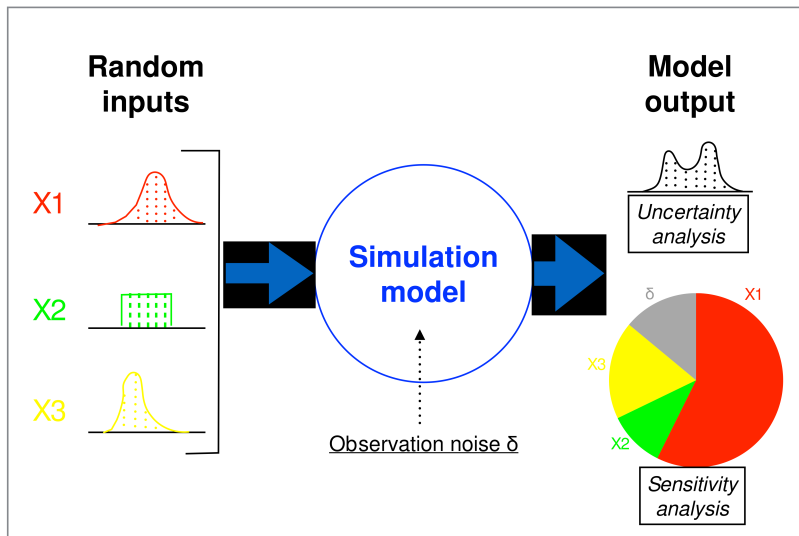 Random
inputs
X1
X2
X3
Simulation
model
Observation noise δ
Model
output
Uncertainty
analysis
δ
X1
X3
X2
Sensitivity
analysis